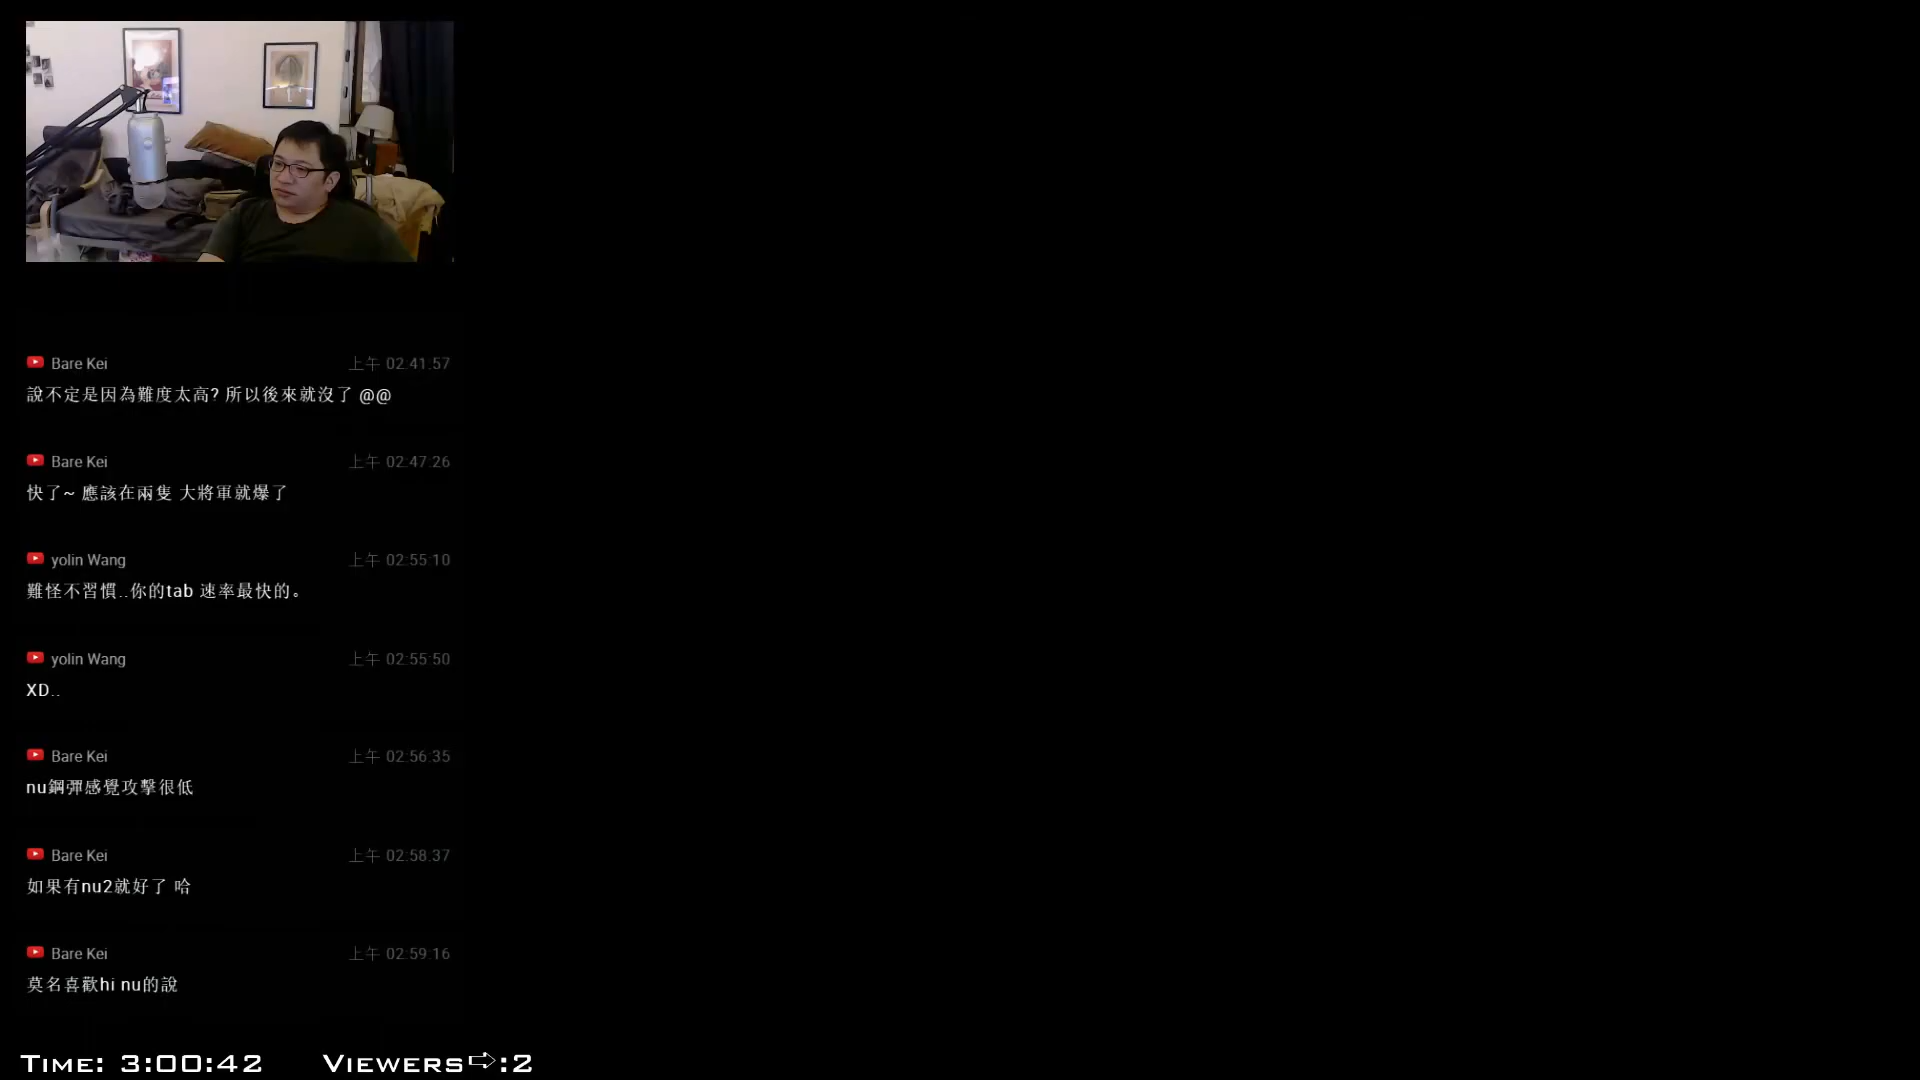 Bare Kei 上午 02:41:57
說不定是因為難度太高? 所以後來就沒了 @@
Bare Kei 上午 02:47:26
快了~ 應該在兩隻 大將軍就爆了
yolin Wang 上午 02:55:10
難怪不習慣..你的tab 速率最快的。
yolin Wang 上午 02:55:50
XD..
Bare Kei 上午 02:56:35
nu鋼彈感覺攻擊很低
Bare Kei 上午 02:58:37
如果有nu2就好了 哈
Bare Kei 上午 02:59:16
莫名喜歡hi nu的說
Time: 3:00:42 Viewers➪:2